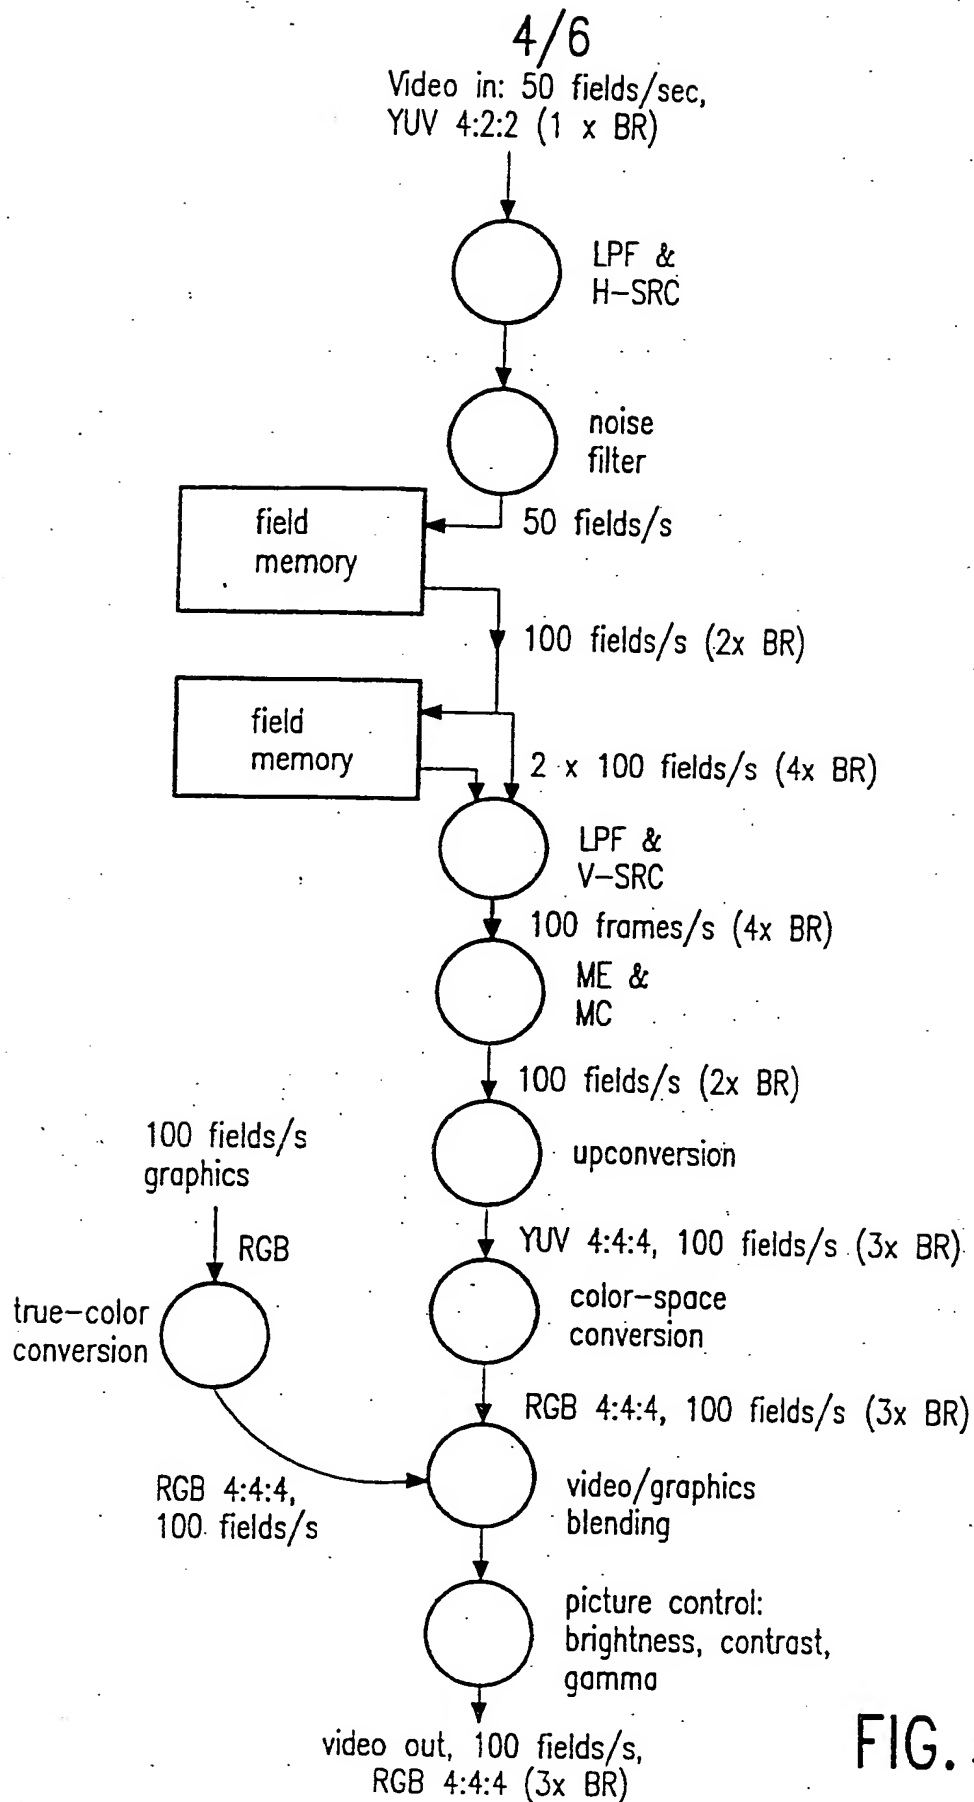 4/6
Video in: 50 fields/sec,
YUV 4:2:2 (1 x BR)
LPF &
H-SRC
noise
filter
field
memory
50 fields/s
100 fields/s (2x BR)
field
memory
2 x 100 fields/s (4x BR)
LPF &
V-SRC
100 frames/s (4x BR)
ME &
MC
100 fields/s (2x BR)
100 fields/s
graphics
upconversion
RGB
YUV 4:4:4, 100 fields/s (3x BR)
true-color
conversion
color-space
conversion
RGB 4:4:4, 100 fields/s (3x BR)
RGB 4:4:4,
100 fields/s
video/graphics
blending
picture control:
brightness, contrast,
gamma
video out, 100 fields/s,
RGB 4:4:4 (3x BR)
FIG.